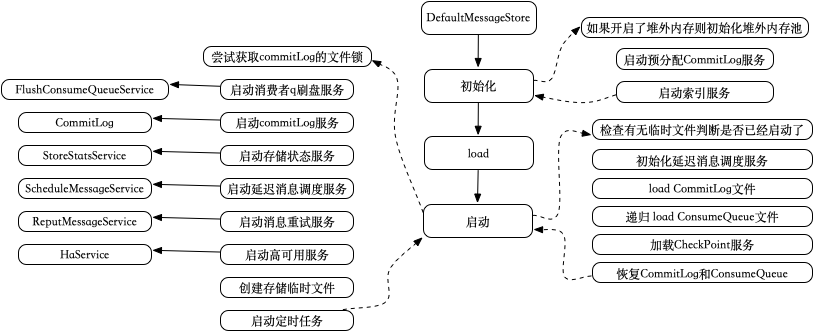 DefaultMessageStore
如果开启了堆外内存则初始化堆外内存池
尝试获取commitLog的文件锁
启动预分配CommitLog服务
初始化
FlushConsumeQueueService
启动消费者q刷盘服务
启动索引服务
CommitLog
启动commitLog服务
检查有无临时文件判断是否已经启动了
StoreStatsService
启动存储状态服务
load
初始化延迟消息调度服务
ScheduleMessageService
启动延迟消息调度服务
load CommitLog文件
ReputMessageService
启动消息重试服务
启动
递归 load ConsumeQueue文件
HaService
启动高可用服务
加载CheckPoint服务
恢复CommitLog和ConsumeQueue
创建存储临时文件
启动定时任务